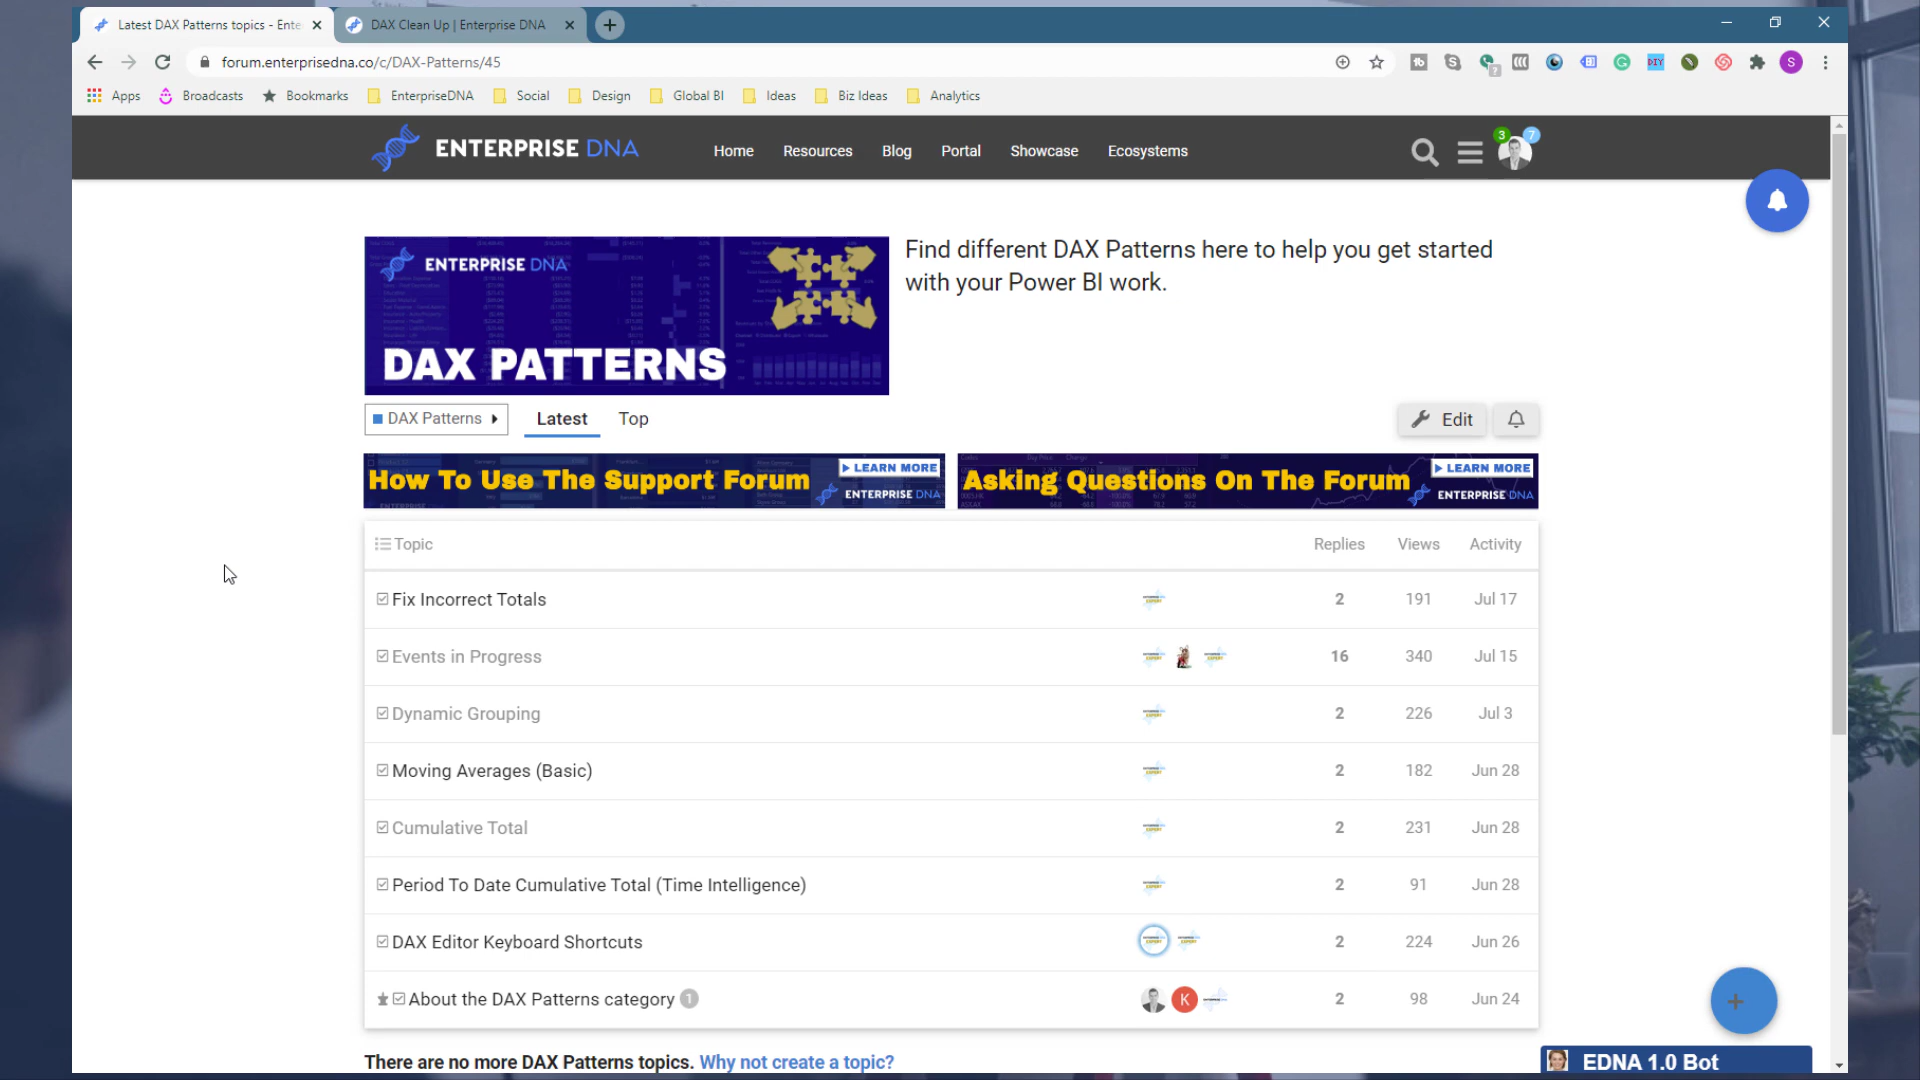 Latest DAX Patterns topics - Ente
DAX Clean Up | Enterprise DNA
forum.enterprisedna.co/c/DAX-Patterns/45
Apps
Broadcasts
Bookmarks
EnterpriseDNA
Social
Design
Global BI
Ideas
Biz Ideas
Analytics
ENTERPRISE DNA
Home
Resources
Blog
Portal
Showcase
Ecosystems
3
7
ENTERPRISE DNA
DAX PATTERNS
Find different DAX Patterns here to help you get started
with your Power BI work.
DAX Patterns
Latest
Top
Edit
How To Use The Support Forum
LEARN MORE
ENTERPRISE DNA
Asking Questions On The Forum
LEARN MORE
ENTERPRISE DNA
Topic Replies Views Activity
Fix Incorrect Totals 2 191 Jul 17
Events in Progress 16 340 Jul 15
Dynamic Grouping 2 226 Jul 3
Moving Averages (Basic) 2 182 Jun 28
Cumulative Total 2 231 Jun 28
Period To Date Cumulative Total (Time Intelligence) 2 91 Jun 28
DAX Editor Keyboard Shortcuts 2 224 Jun 26
About the DAX Patterns category 1 K 2 98 Jun 24
There are no more DAX Patterns topics. Why not create a topic?
EDNA 1.0 Bot